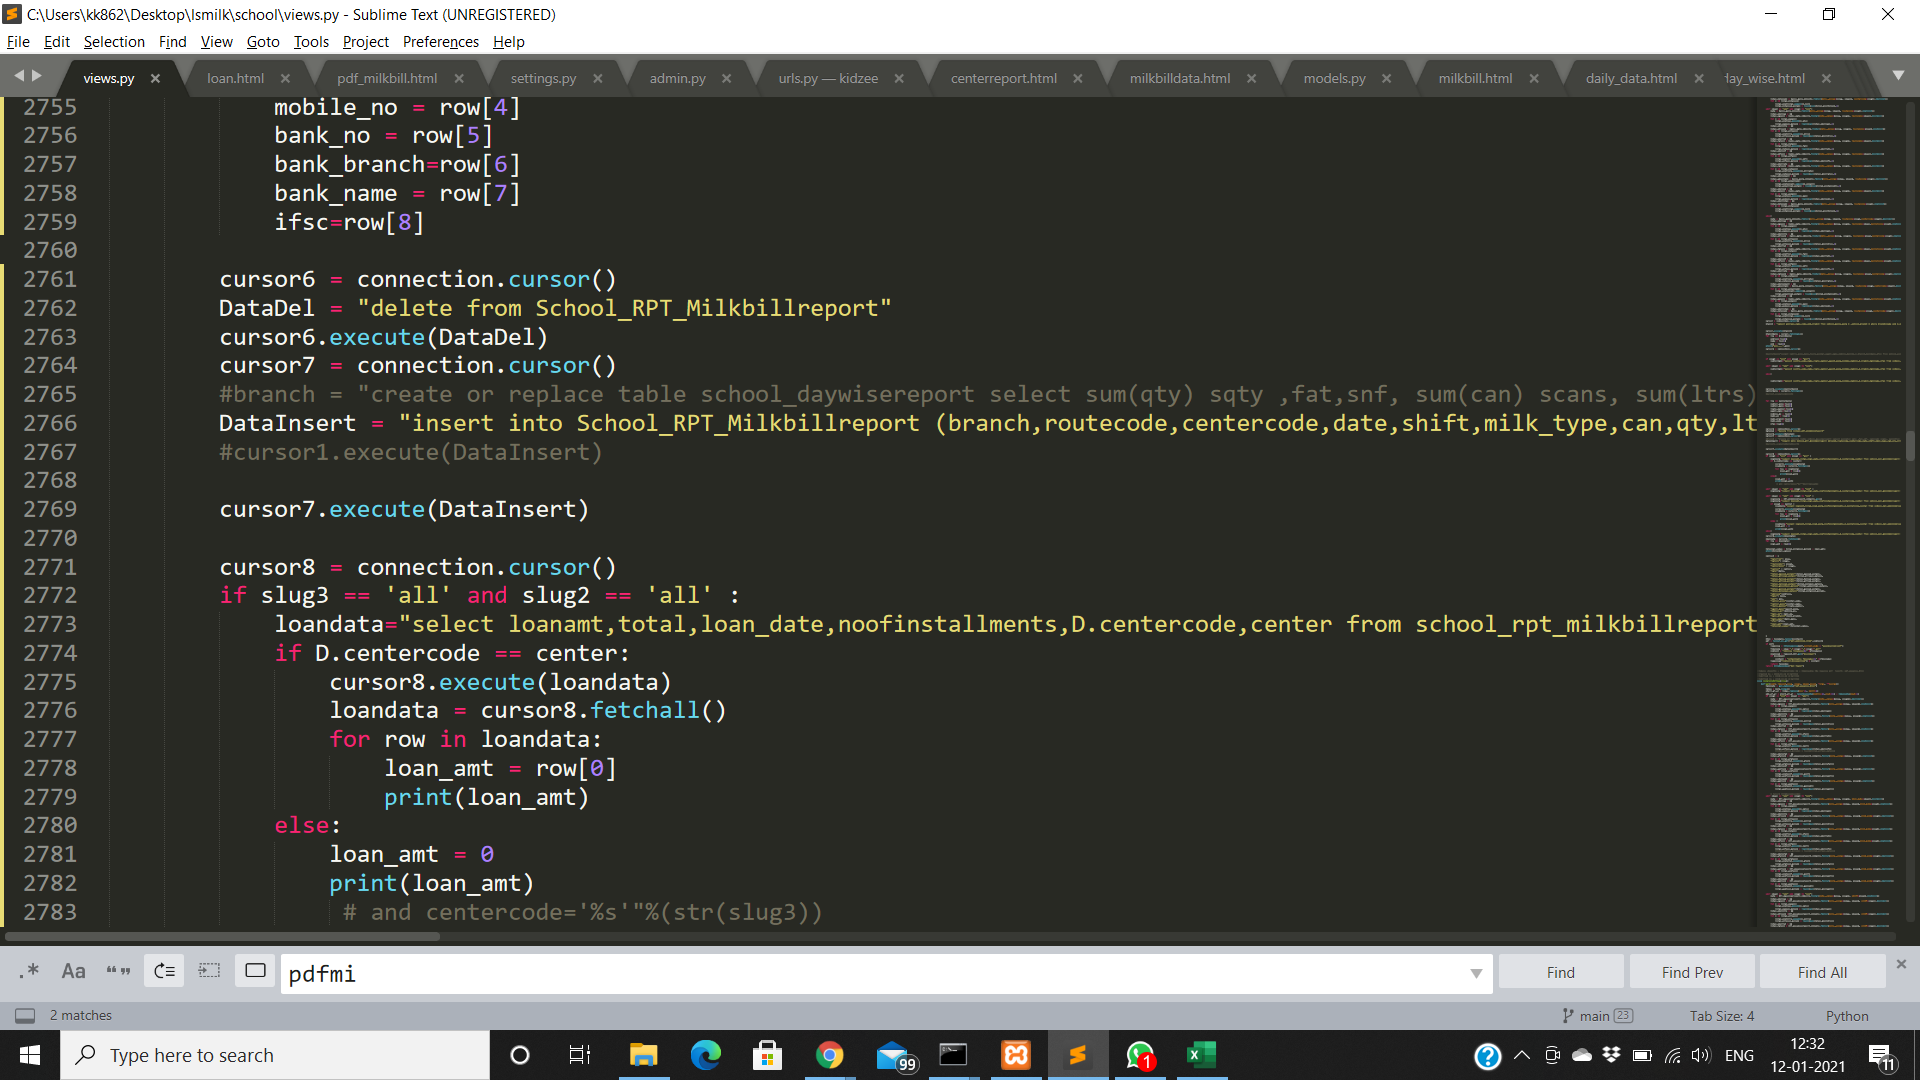 C:\Users\kk862\Desktop\lsmilk\school\views.py - Sublime Text (UNREGISTERED)
File Edit Selection Find View Goto Tools Project Preferences Help
views.py × loan.html × pdf_milkbill.html × settings.py × admin.py × urls.py — kidzee × centerreport.html × milkbilldata.html × models.py × milkbill.html × daily_data.html × lay_wise.html ×
2755 mobile_no = row[4]
2756 bank_no = row[5]
2757 bank_branch=row[6]
2758 bank_name = row[7]
2759 ifsc=row[8]
2760
2761 cursor6 = connection.cursor()
2762 DataDel = "delete from School_RPT_Milkbillreport"
2763 cursor6.execute(DataDel)
2764 cursor7 = connection.cursor()
2765 #branch = "create or replace table school_daywisereport select sum(qty) sqty ,fat,snf, sum(can) scans, sum(ltrs)
2766 DataInsert = "insert into School_RPT_Milkbillreport (branch,routecode,centercode,date,shift,milk_type,can,qty,lt
2767 #cursor1.execute(DataInsert)
2768
2769 cursor7.execute(DataInsert)
2770
2771 cursor8 = connection.cursor()
2772 if slug3 == 'all' and slug2 == 'all' :
2773 loandata="select loanamt,total,loan_date,noofinstallments,D.centercode,center from school_rpt_milkbillreport
2774 if D.centercode == center:
2775 cursor8.execute(loandata)
2776 loandata = cursor8.fetchall()
2777 for row in loandata:
2778 loan_amt = row[0]
2779 print(loan_amt)
2780 else:
2781 loan_amt = 0
2782 print(loan_amt)
2783 # and centercode='%s'"%(str(slug3))
.* Aa “” pdfmi Find Find Prev Find All ×
2 matches main 23 Tab Size: 4 Python
Type here to search 99 1 ENG 12:32
12-01-2021 11